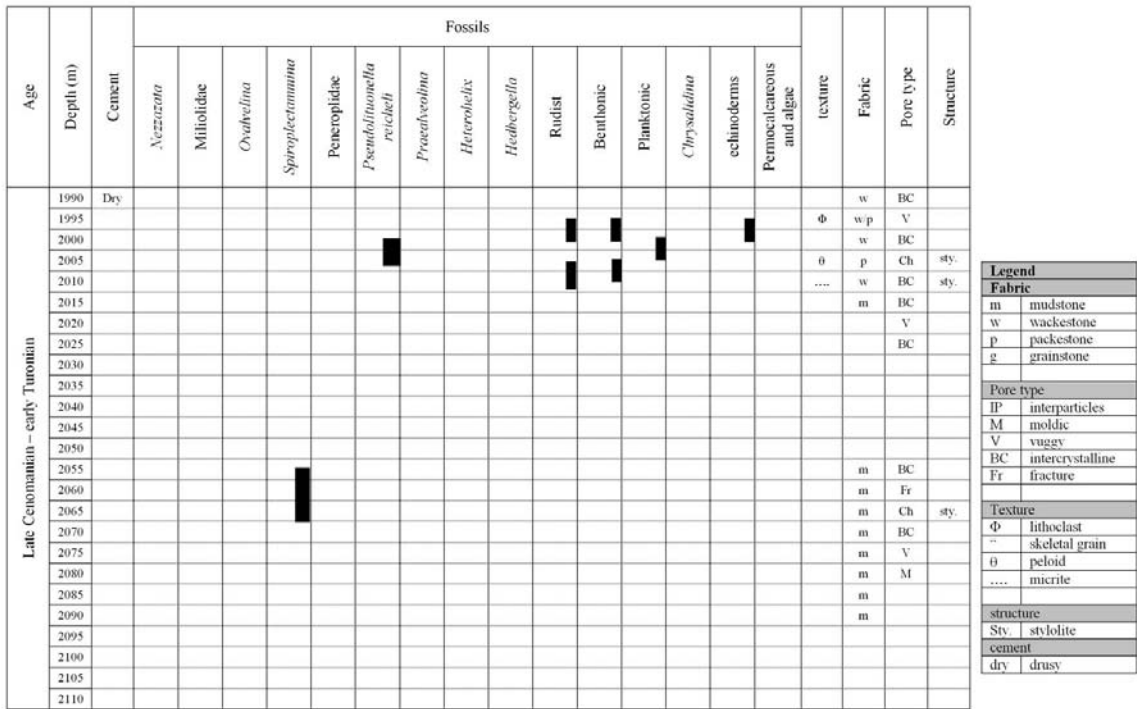 Fossils
Age
Depth (m)
Cement
Nezzazata
Miliolidae
Ovalvelina
Spiroplectammina
Peneroplidae
Pseudolituonella reicheli
Praealveolina
Heterohelix
Hedbergella
Rudist
Benthonic
Planktonic
Chrysalidina
echinoderms
Permocalcareous and algae
texture
Fabric
Pore type
Structure
Late Cenomanian – early Turonian
1990 Dry w BC
1995 Φ w/p V
2000 w BC
2005 θ p Ch sty.
2010 .... w BC sty.
2015 m BC
2020 V
2025 BC
2030
2035
2040
2045
2050
2055 m BC
2060 m Fr
2065 m Ch sty.
2070 m BC
2075 m V
2080 m M
2085 m
2090 m
2095
2100
2105
2110
Legend
Fabric
m mudstone
w wackestone
p packestone
g grainstone
Pore type
IP interparticles
M moldic
V vuggy
BC intercrystalline
Fr fracture
Texture
Φ lithoclast
¨ skeletal grain
θ peloid
.... micrite
structure
Sty. stylolite
cement
dry drusy